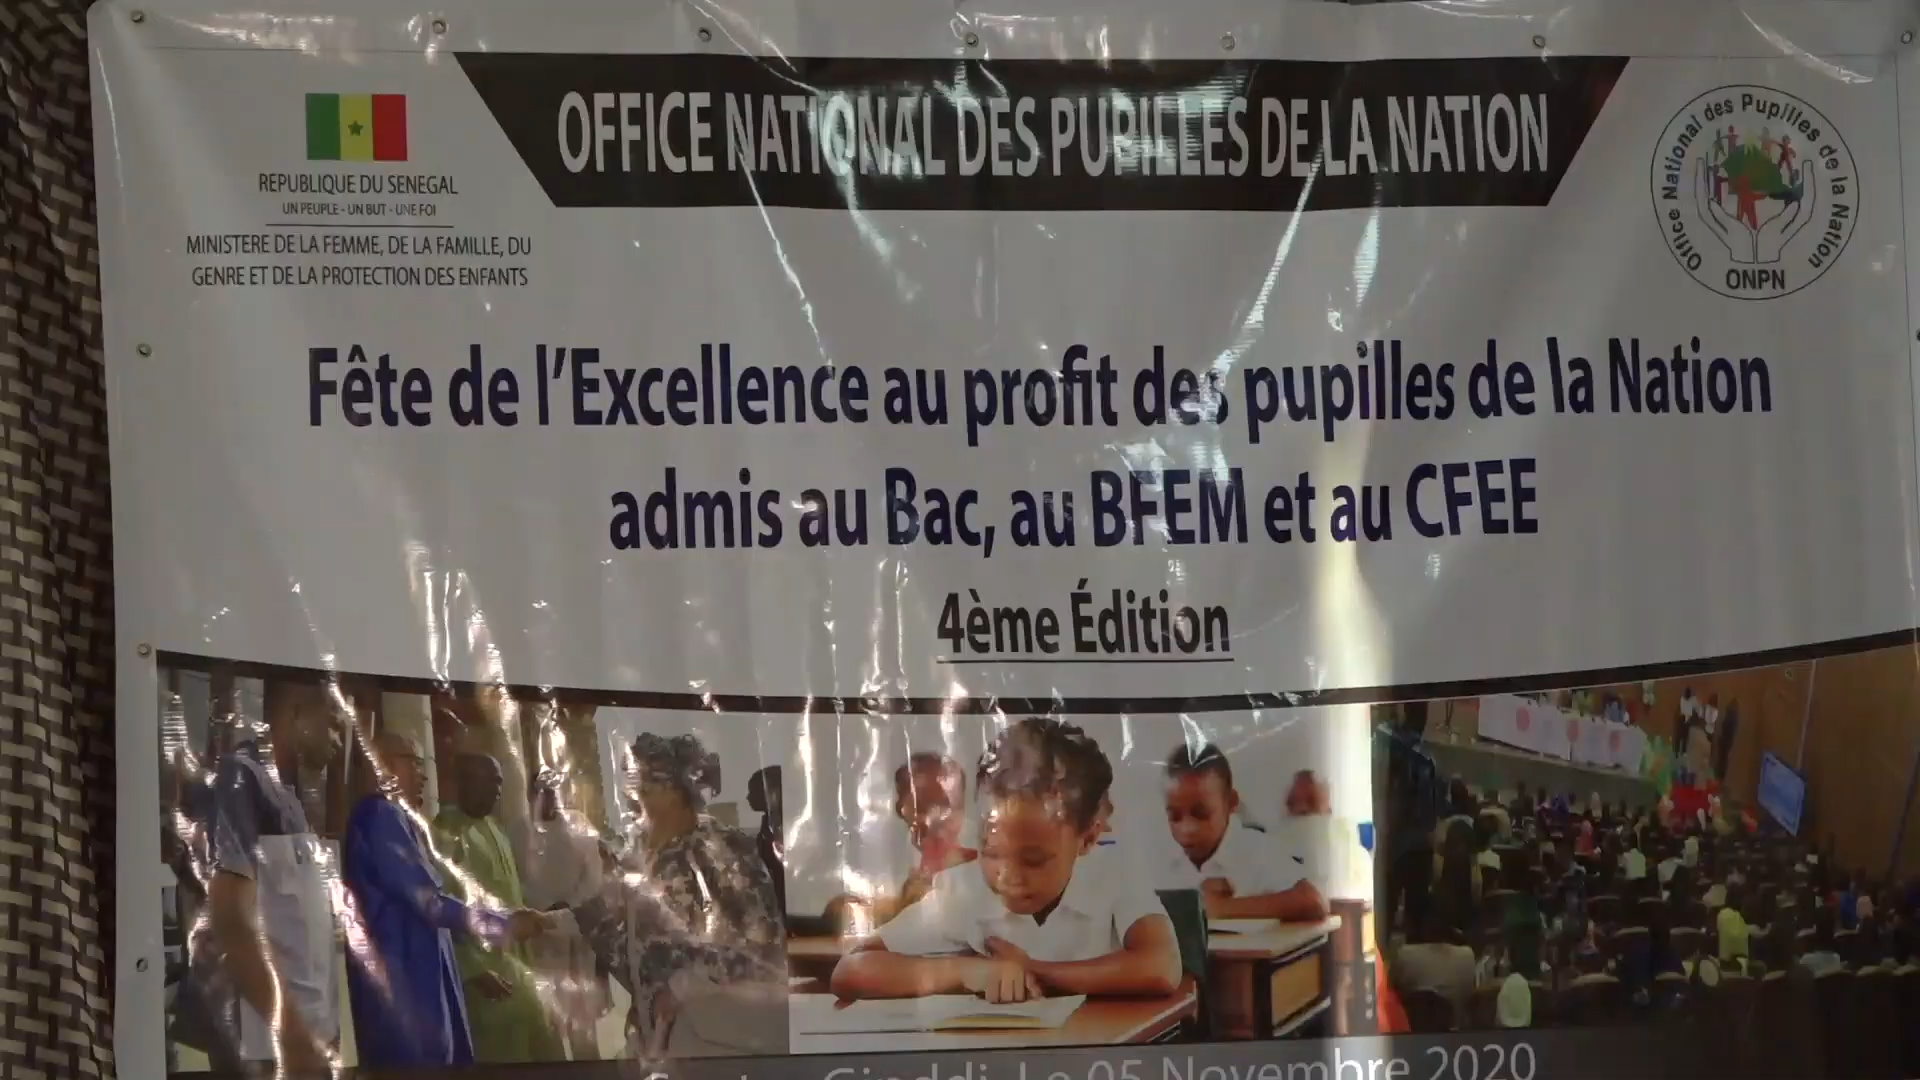 OFFICE NATIONAL DES PUPILLES DE LA NATION
REPUBLIQUE DU SENEGAL
UN PEUPLE - UN BUT - UNE FOI
MINISTERE DE LA FEMME, DE LA FAMILLE, DU
GENRE ET DE LA PROTECTION DES ENFANTS
Office National des Pupilles de la Nation
ONPN
Fête de l'Excellence au profit des pupilles de la Nation
admis au Bac, au BFEM et au CFEE
4ème Édition
Ginddi, Le 05 Novembre 2020